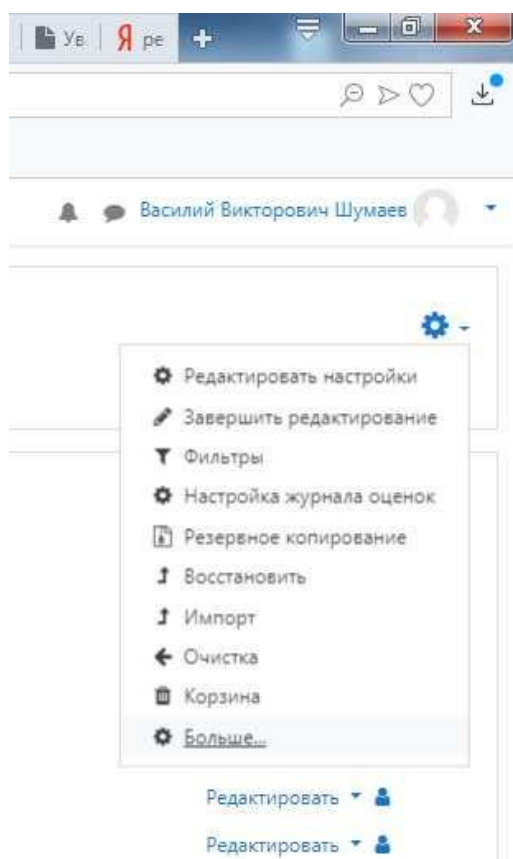 Ув Я ре
Василий Викторович Шумаев
Редактировать настройки
Завершить редактирование
Фильтры
Настройка журнала оценок
Резервное копирование
Восстановить
Импорт
Очистка
Корзина
Больше...
Редактировать
Редактировать